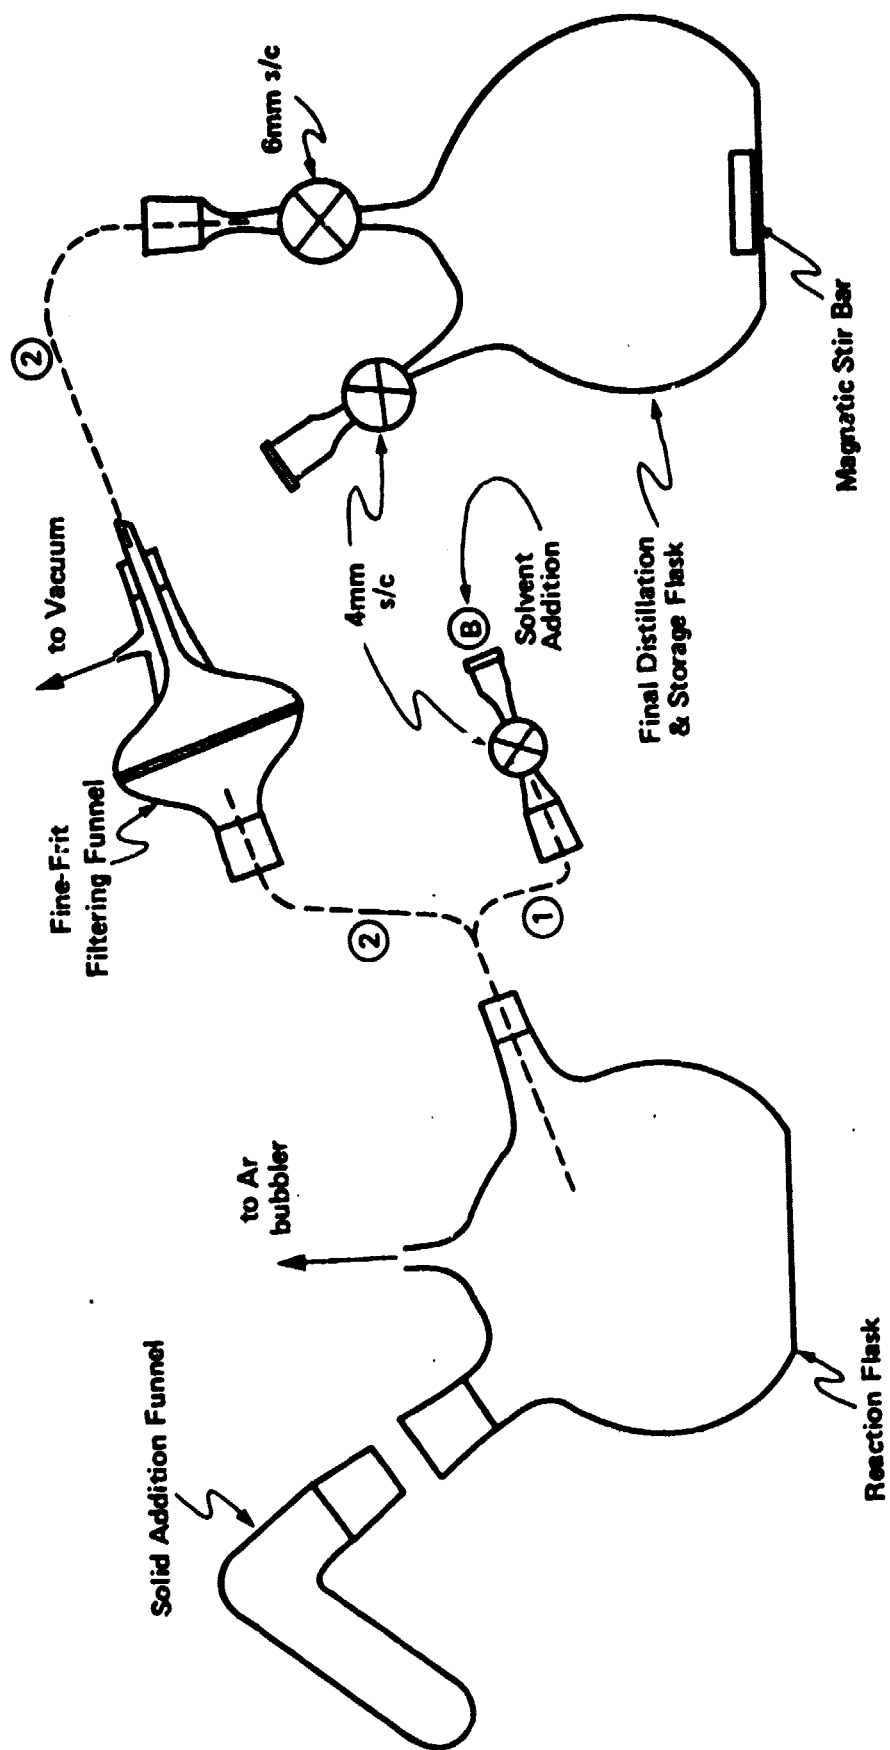 Solid Addition Funnel
to Ar
bubbler
Fine-Frit
Filtering Funnel
to Vacuum
2
6mm s/c
2
4mm
s/c
1
B
Solvent
Addition
Final Distillation
& Storage Flask
Magnetic Stir Bar
Reaction Flask